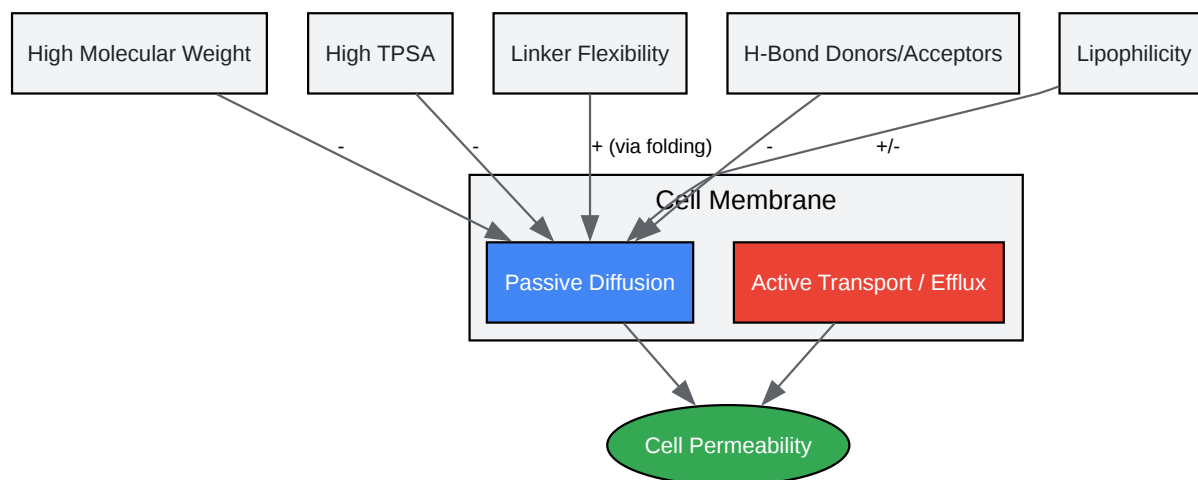 High Molecular Weight
High TPSA
Linker Flexibility
H-Bond Donors/Acceptors
Lipophilicity
-
-
+ (via folding)
-
+/-
Cell Membrane
Passive Diffusion
Active Transport / Efflux
Cell Permeability